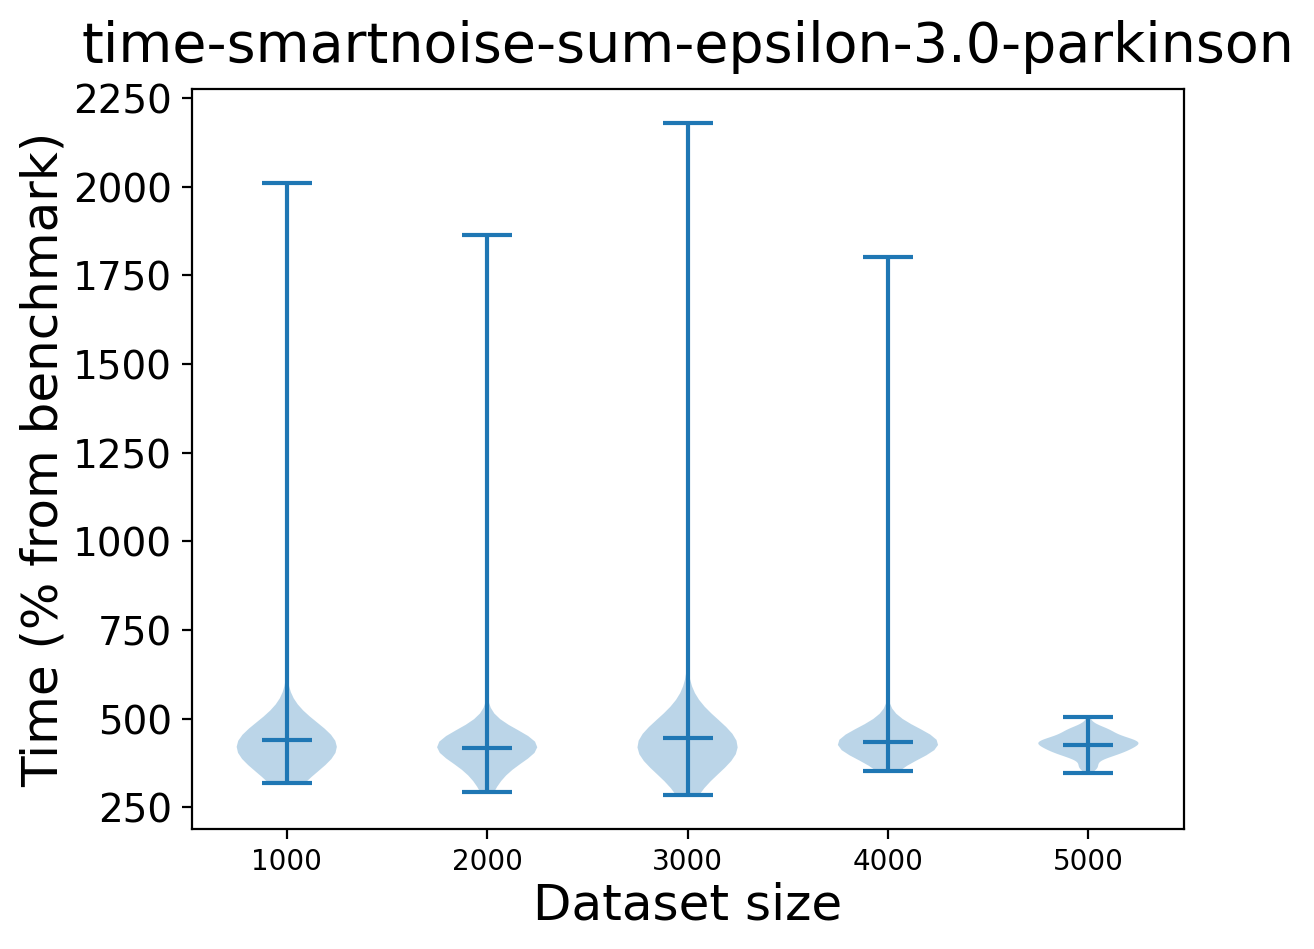 time-smartnoise-sum-epsilon-3.0-parkinson
Time (% from benchmark)
2250
2000
1750
1500
1250
1000
750
500
250
1000 2000 3000 4000 5000
Dataset size